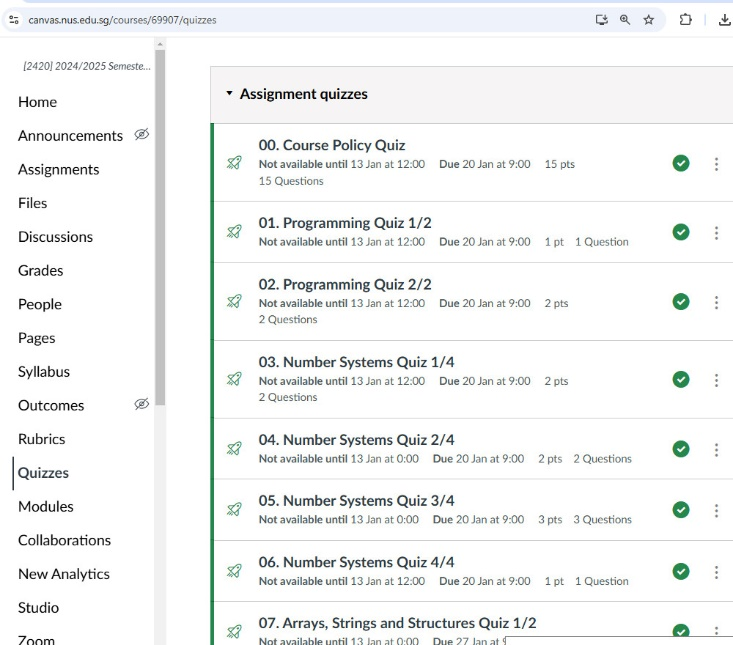 canvas.nus.edu.sg/courses/69907/quizzes
[2420] 2024/2025 Semeste...
Home
Announcements
Assignments
Files
Discussions
Grades
People
Pages
Syllabus
Outcomes
Rubrics
Quizzes
Modules
Collaborations
New Analytics
Studio
Zoom
Assignment quizzes
00. Course Policy Quiz
Not available until 13 Jan at 12:00 Due 20 Jan at 9:00 15 pts
15 Questions
01. Programming Quiz 1/2
Not available until 13 Jan at 12:00 Due 20 Jan at 9:00 1 pt 1 Question
02. Programming Quiz 2/2
Not available until 13 Jan at 12:00 Due 20 Jan at 9:00 2 pts
2 Questions
03. Number Systems Quiz 1/4
Not available until 13 Jan at 12:00 Due 20 Jan at 9:00 2 pts
2 Questions
04. Number Systems Quiz 2/4
Not available until 13 Jan at 0:00 Due 20 Jan at 9:00 2 pts 2 Questions
05. Number Systems Quiz 3/4
Not available until 13 Jan at 0:00 Due 20 Jan at 9:00 3 pts 3 Questions
06. Number Systems Quiz 4/4
Not available until 13 Jan at 12:00 Due 20 Jan at 9:00 1 pt 1 Question
07. Arrays, Strings and Structures Quiz 1/2
Not available until 13 Jan at 0:00 Due 27 Jan at